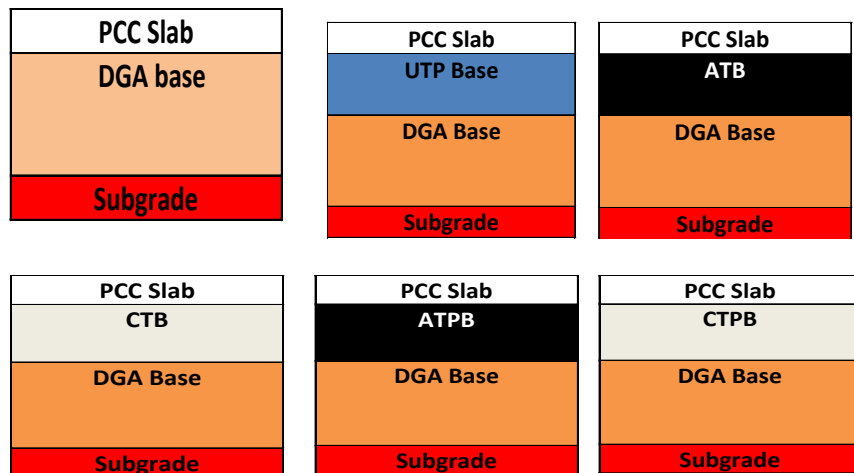 PCC Slab
DGA base
Subgrade
PCC Slab
UTP Base
DGA Base
Subgrade
PCC Slab
ATB
DGA Base
Subgrade
PCC Slab
CTB
DGA Base
Subgrade
PCC Slab
ATPB
DGA Base
Subgrade
PCC Slab
CTPB
DGA Base
Subgrade